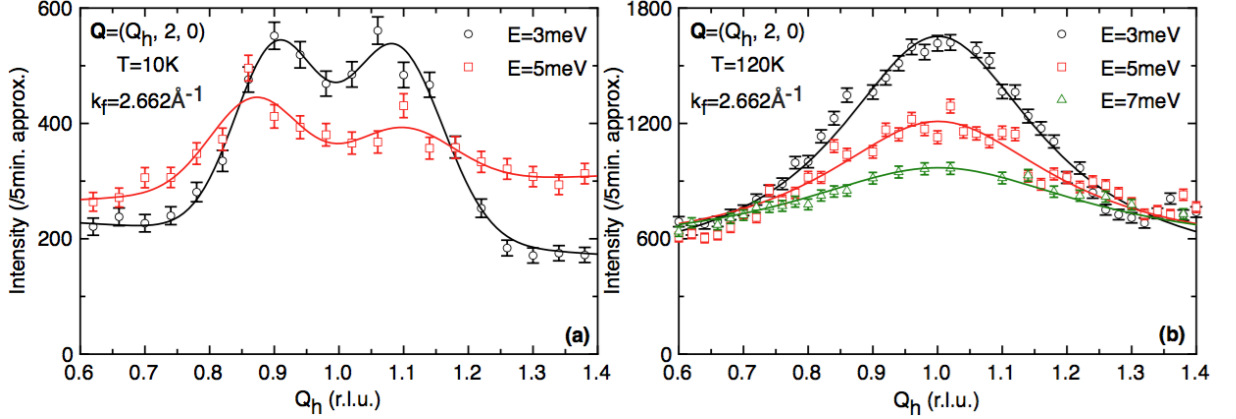 600
400
200
0
Intensity (/5min. approx.)
Q=(Qh, 2, 0)
T=10K
kf=2.662Å-1
E=3meV
E=5meV
(a)
0.6 0.7 0.8 0.9 1.0 1.1 1.2 1.3 1.4
Qh (r.l.u.)
1800
1200
600
0
Intensity (/5min. approx.)
Q=(Qh, 2, 0)
T=120K
kf=2.662Å-1
E=3meV
E=5meV
E=7meV
(b)
0.6 0.7 0.8 0.9 1.0 1.1 1.2 1.3 1.4
Qh (r.l.u.)